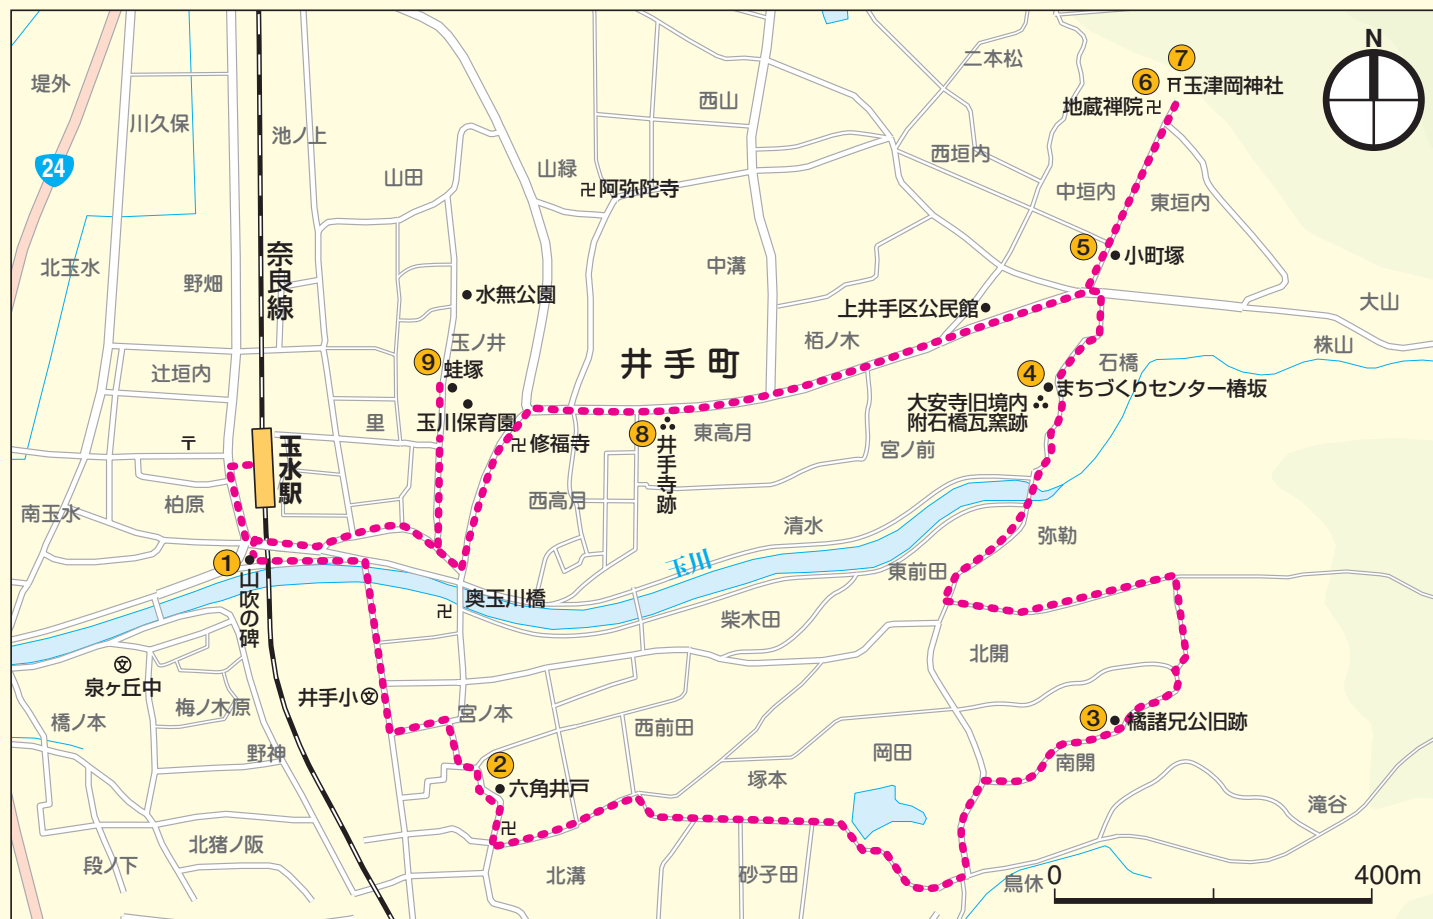 N
堤外
川久保
池ノ上
山田
西山
山緑
卍阿弥陀寺
二本松
⑦
⑥
玉津岡神社
地蔵禅院卍
西垣内
中垣内
東垣内
24
北玉水
野畑
奈良線
水無公園
中溝
⑤
小町塚
上井手区公民館
大山
株山
栢ノ木
石橋
玉ノ井
⑨
蛙塚
玉川保育園
井手町
④
まちづくりセンター椿坂
大安寺旧境内
附石橋瓦窯跡
辻垣内
里
〒
玉水駅
卍修福寺
⑧
井手寺跡
東高月
宮ノ前
西高月
柏原
南玉水
清水
弥勒
①
山吹の碑
玉川
東前田
卍
奥玉川橋
柴木田
北開
文
泉ヶ丘中
梅ノ木原
橋ノ本
井手小文
宮ノ本
西前田
③
橘諸兄公旧跡
野神
岡田
南開
②
六角井戸
塚本
滝谷
卍
北猪ノ阪
段ノ下
北溝
砂子田
鳥休
0
400m